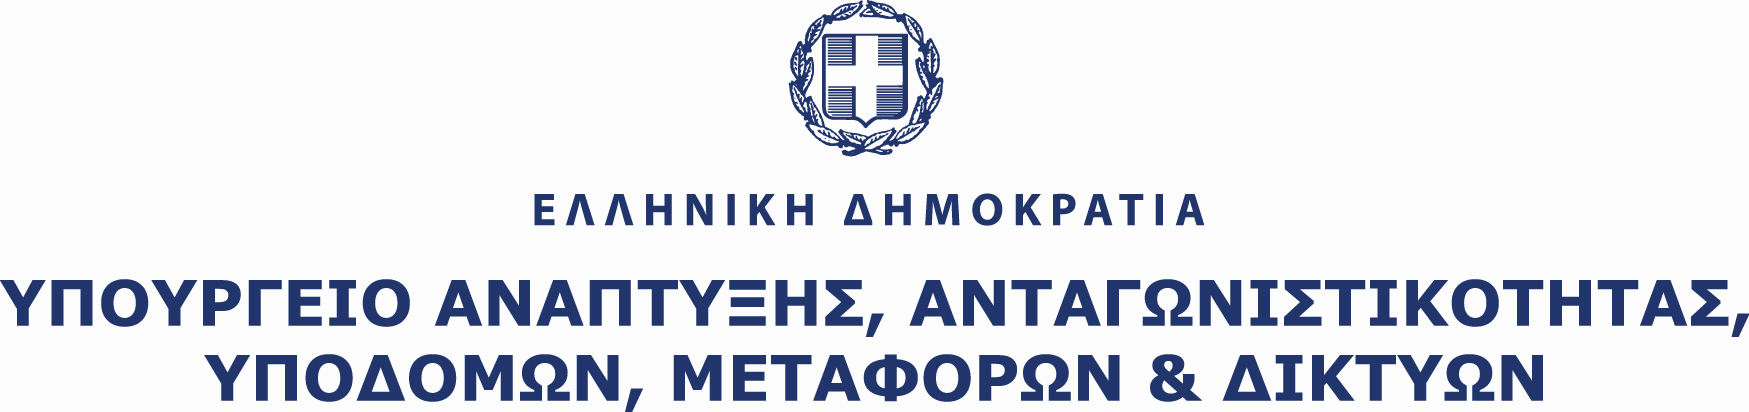 ΕΛΛΗΝΙΚΗ ΔΗΜΟΚΡΑΤΙΑ
ΥΠΟΥΡΓΕΙΟ ΑΝΑΠΤΥΞΗΣ, ΑΝΤΑΓΩΝΙΣΤΙΚΟΤΗΤΑΣ,
ΥΠΟΔΟΜΩΝ, ΜΕΤΑΦΟΡΩΝ & ΔΙΚΤΥΩΝ